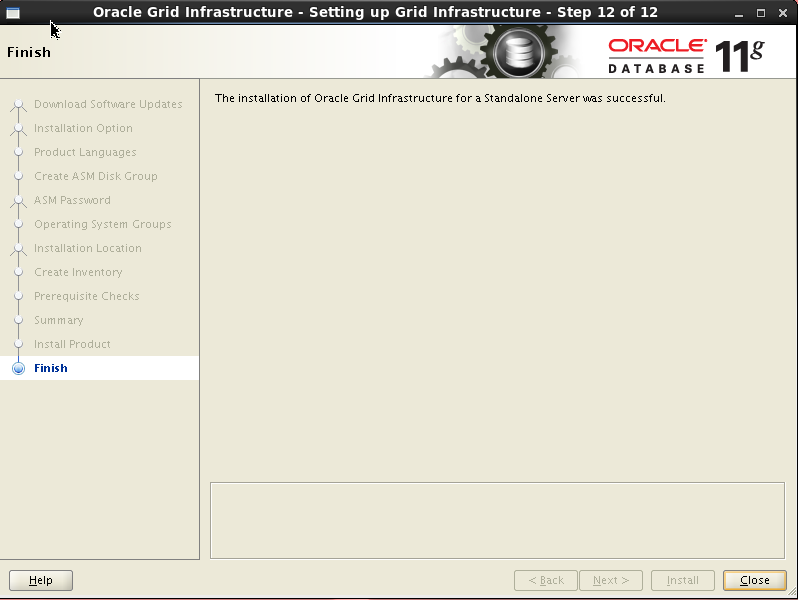 Oracle Grid Infrastructure - Setting up Grid Infrastructure - Step 12 of 12
Finish
ORACLE®
DATABASE 11g
Download Software Updates
Installation Option
Product Languages
Create ASM Disk Group
ASM Password
Operating System Groups
Installation Location
Create Inventory
Prerequisite Checks
Summary
Install Product
Finish
The installation of Oracle Grid Infrastructure for a Standalone Server was successful.
Help
< Back
Next >
Install
Close